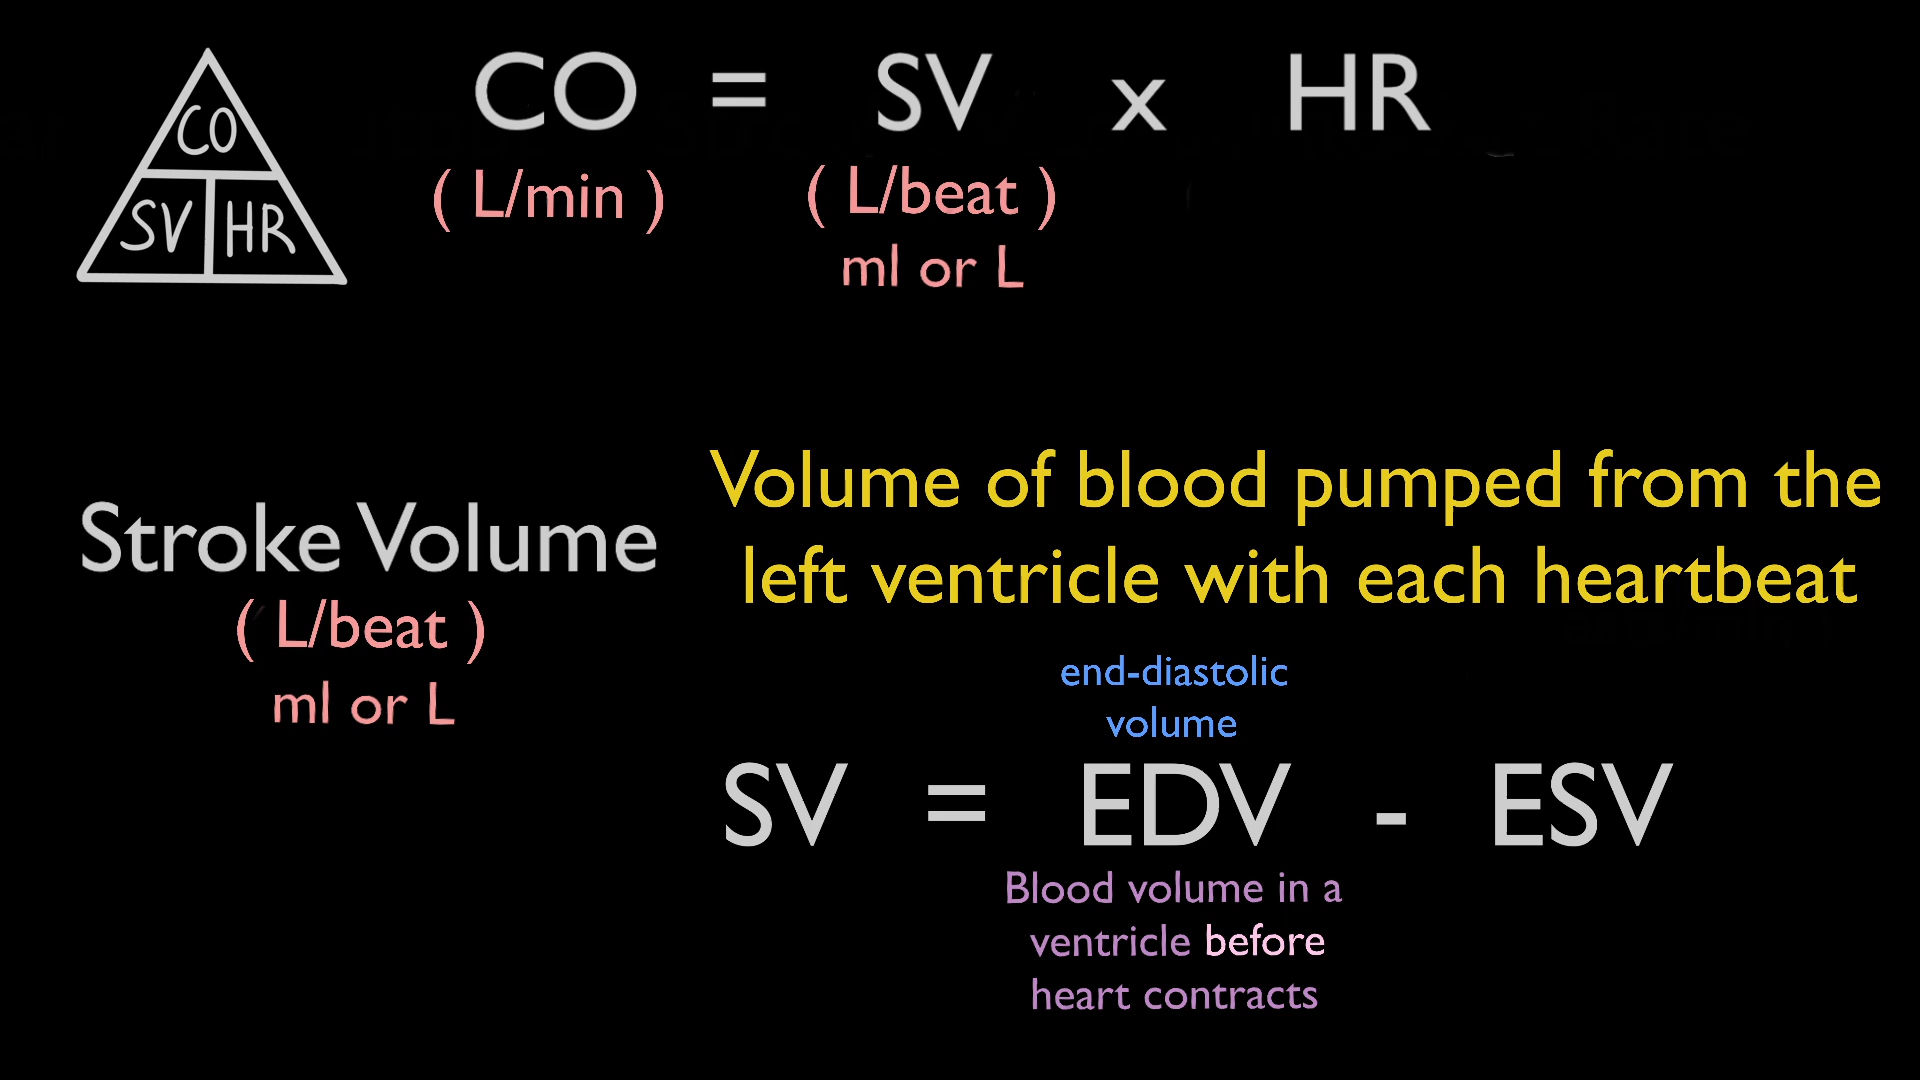 CO = SV x HR
CO
SV HR
( L/min ) ( L/beat )
ml or L
Volume of blood pumped from the
left ventricle with each heartbeat
Stroke Volume
( L/beat )
ml or L
end-diastolic
volume
SV = EDV - ESV
Blood volume in a
ventricle before
heart contracts